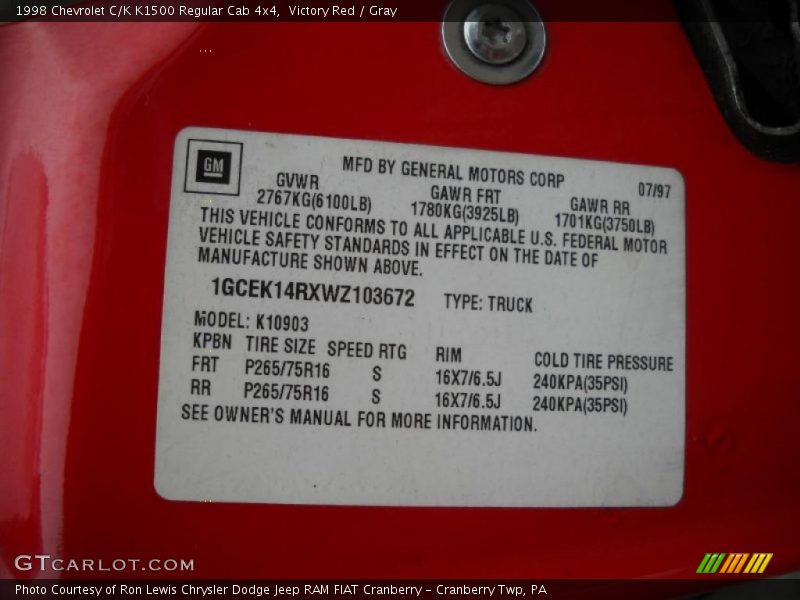 1998 Chevrolet C/K K1500 Regular Cab 4x4, Victory Red / Gray
GM
MFD BY GENERAL MOTORS CORP 07/97
GVWR GAWR FRT GAWR RR
2767KG(6100LB) 1780KG(3925LB) 1701KG(3750LB)
THIS VEHICLE CONFORMS TO ALL APPLICABLE U.S. FEDERAL MOTOR
VEHICLE SAFETY STANDARDS IN EFFECT ON THE DATE OF
MANUFACTURE SHOWN ABOVE.
1GCEK14RXWZ103672 TYPE: TRUCK
MODEL: K10903
KPBN TIRE SIZE SPEED RTG RIM COLD TIRE PRESSURE
FRT P265/75R16 S 16X7/6.5J 240KPA(35PSI)
RR P265/75R16 S 16X7/6.5J 240KPA(35PSI)
SEE OWNER'S MANUAL FOR MORE INFORMATION.
GTCARLOT.COM
Photo Courtesy of Ron Lewis Chrysler Dodge Jeep RAM FIAT Cranberry - Cranberry Twp, PA